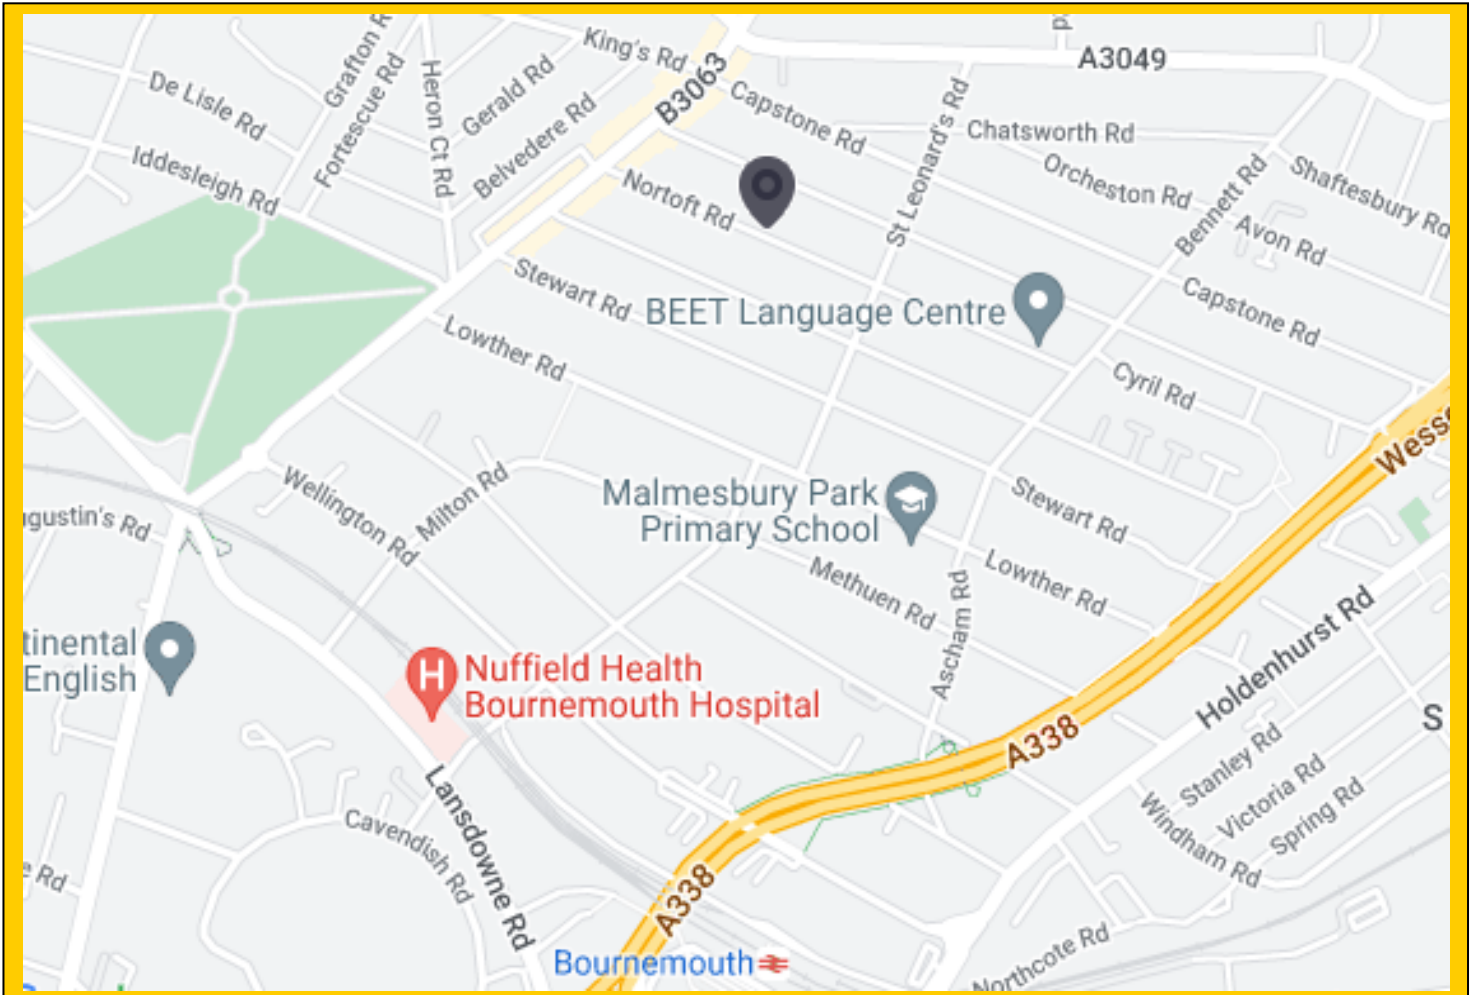 King's Rd
Grafton R
A3049
De Lisle Rd
Fortescue Rd
Heron Ct Rd
Gerald Rd
B3063
Capstone Rd
Belvedere Rd
St Leonard's Rd
Chatsworth Rd
Iddesleigh Rd
Orcheston Rd
Bennett Rd
Shaftesbury Rd
Nortoft Rd
Avon Rd
Stewart Rd
BEET Language Centre
Capstone Rd
Lowther Rd
Cyril Rd
Wess
Wellington Rd
Milton Rd
Malmesbury Park
Primary School
Stewart Rd
gustin's Rd
Methuen Rd
Lowther Rd
Ascham Rd
Holdenhurst Rd
tinental
English
H
Nuffield Health
Bournemouth Hospital
A338
S
Stanley Rd
Victoria Rd
Spring Rd
Windham Rd
Lansdowne Rd
Cavendish Rd
e Rd
A338
Bournemouth
Northcote Rd